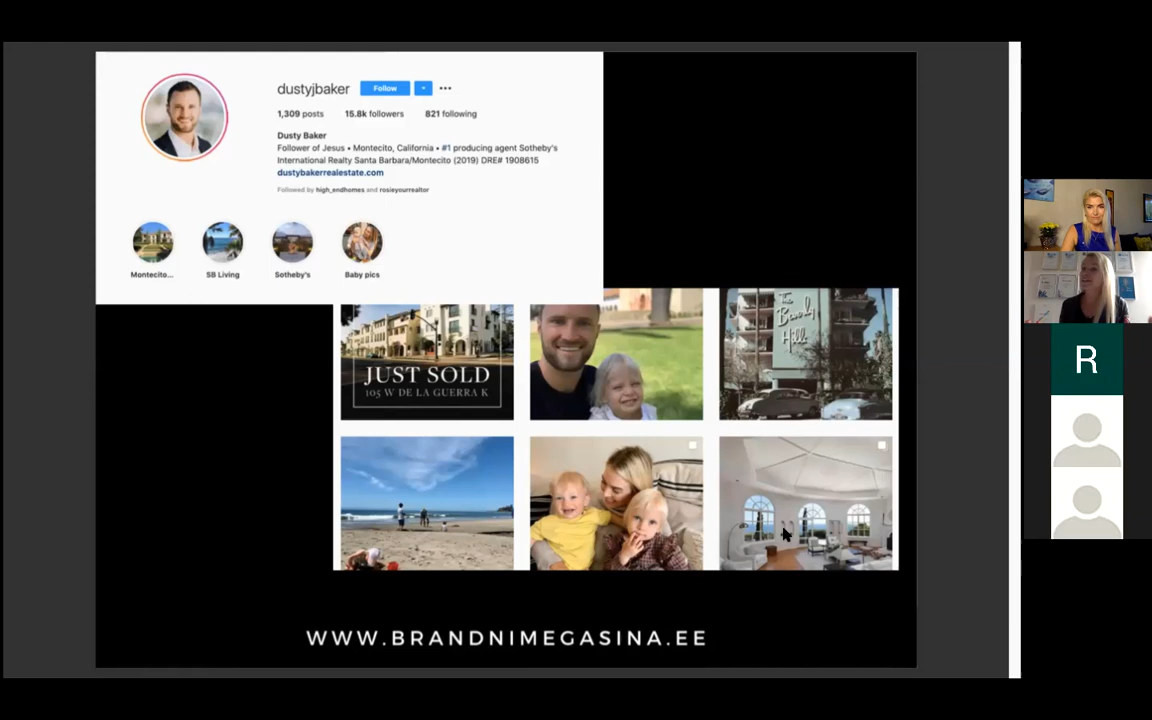 dustyjbaker Follow
1,309 posts 15.8k followers 821 following
Dusty Baker
Follower of Jesus • Montecito, California • #1 producing agent Sotheby's
International Realty Santa Barbara/Montecito (2019) DRE# 1908615
dustybakerrealestate.com
Followed by high_endhomes and rosieyourrealtor
Montecito... SB Living Sotheby's Baby pics
JUST SOLD
105 W DE LA GUERRA K
The
Beverly
Hills
WWW.BRANDNIMEGASINA.EE
R